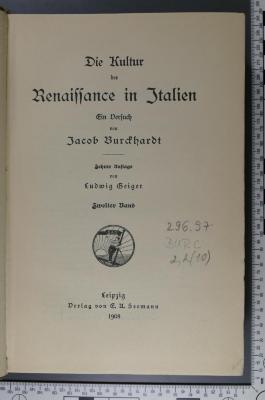 Die Kultur
der
Renaissance in Italien
Ein Versuch
von
Jacob Burckhardt
Zehnte Auflage
von
Ludwig Geiger
Zweiter Band
296.97
BURC
2,2(10)
Leipzig
Verlag von E. A. Seemann
1908